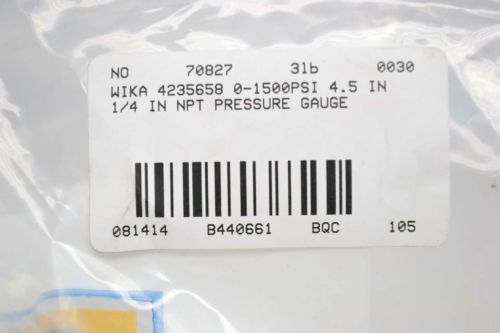 NO 70827 3lb 0030
WIKA 4235658 0-1500PSI 4.5 IN
1/4 IN NPT PRESSURE GAUGE
081414 B440661 BQC 105